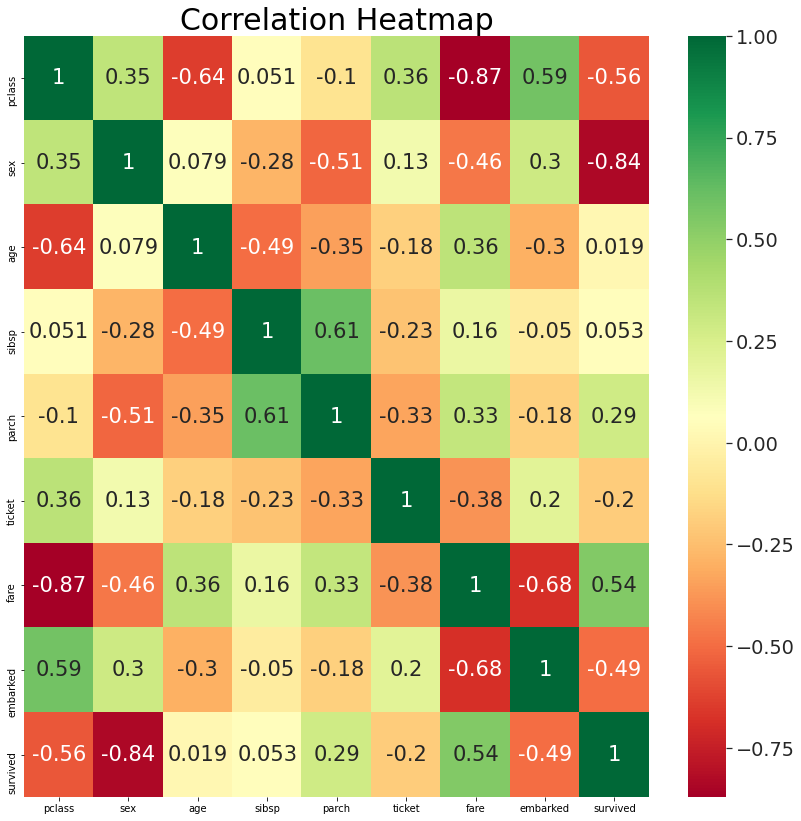 Correlation Heatmap
pclass 1 0.35 -0.64 0.051 -0.1 0.36 -0.87 0.59 -0.56
sex 0.35 1 0.079 -0.28 -0.51 0.13 -0.46 0.3 -0.84
age -0.64 0.079 1 -0.49 -0.35 -0.18 0.36 -0.3 0.019
sibsp 0.051 -0.28 -0.49 1 0.61 -0.23 0.16 -0.05 0.053
parch -0.1 -0.51 -0.35 0.61 1 -0.33 0.33 -0.18 0.29
ticket 0.36 0.13 -0.18 -0.23 -0.33 1 -0.38 0.2 -0.2
fare -0.87 -0.46 0.36 0.16 0.33 -0.38 1 -0.68 0.54
embarked 0.59 0.3 -0.3 -0.05 -0.18 0.2 -0.68 1 -0.49
survived -0.56 -0.84 0.019 0.053 0.29 -0.2 0.54 -0.49 1
pclass sex age sibsp parch ticket fare embarked survived
1.00
0.75
0.50
0.25
0.00
−0.25
−0.50
−0.75